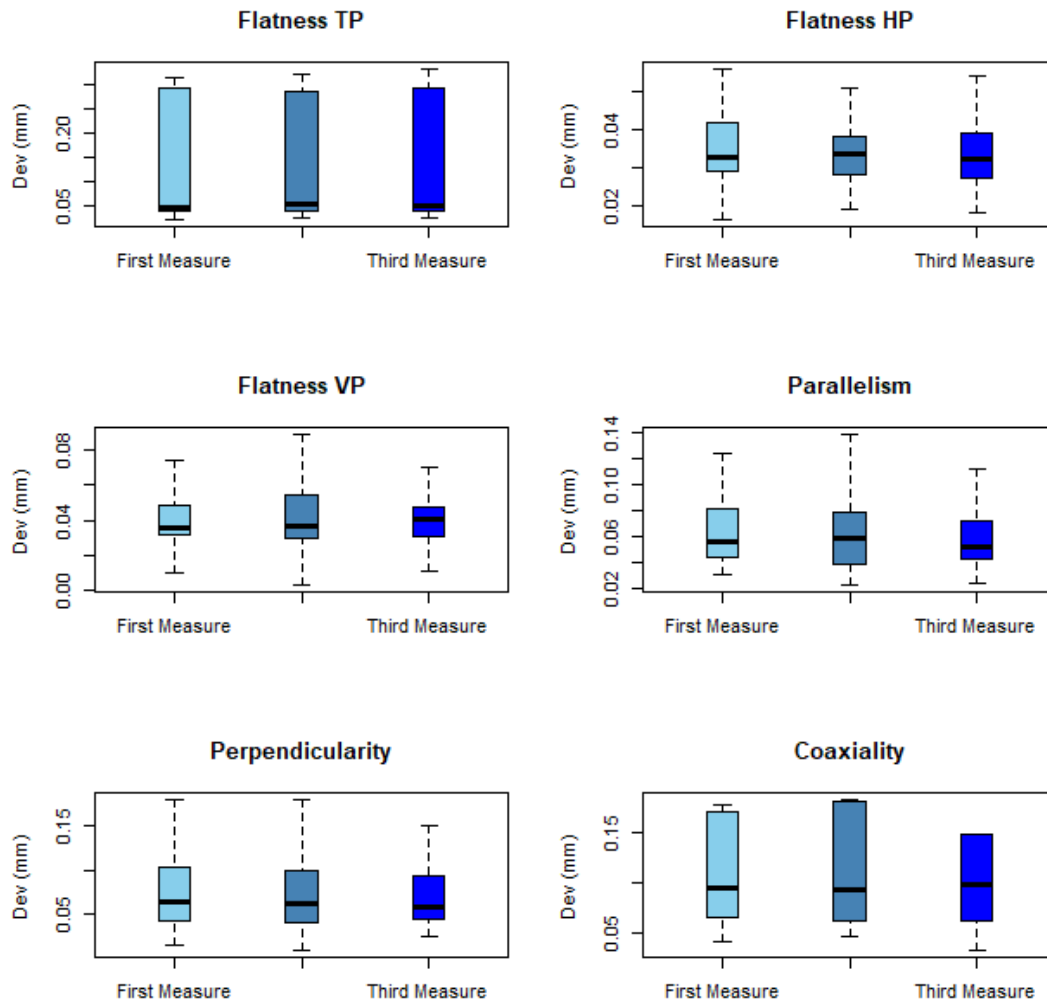 Flatness TP
Dev (mm)
0.20
0.05
First Measure Third Measure
Flatness HP
Dev (mm)
0.04
0.02
First Measure Third Measure
Flatness VP
Dev (mm)
0.08
0.04
0.00
First Measure Third Measure
Parallelism
Dev (mm)
0.14
0.10
0.06
0.02
First Measure Third Measure
Perpendicularity
Dev (mm)
0.15
0.05
First Measure Third Measure
Coaxiality
Dev (mm)
0.15
0.05
First Measure Third Measure